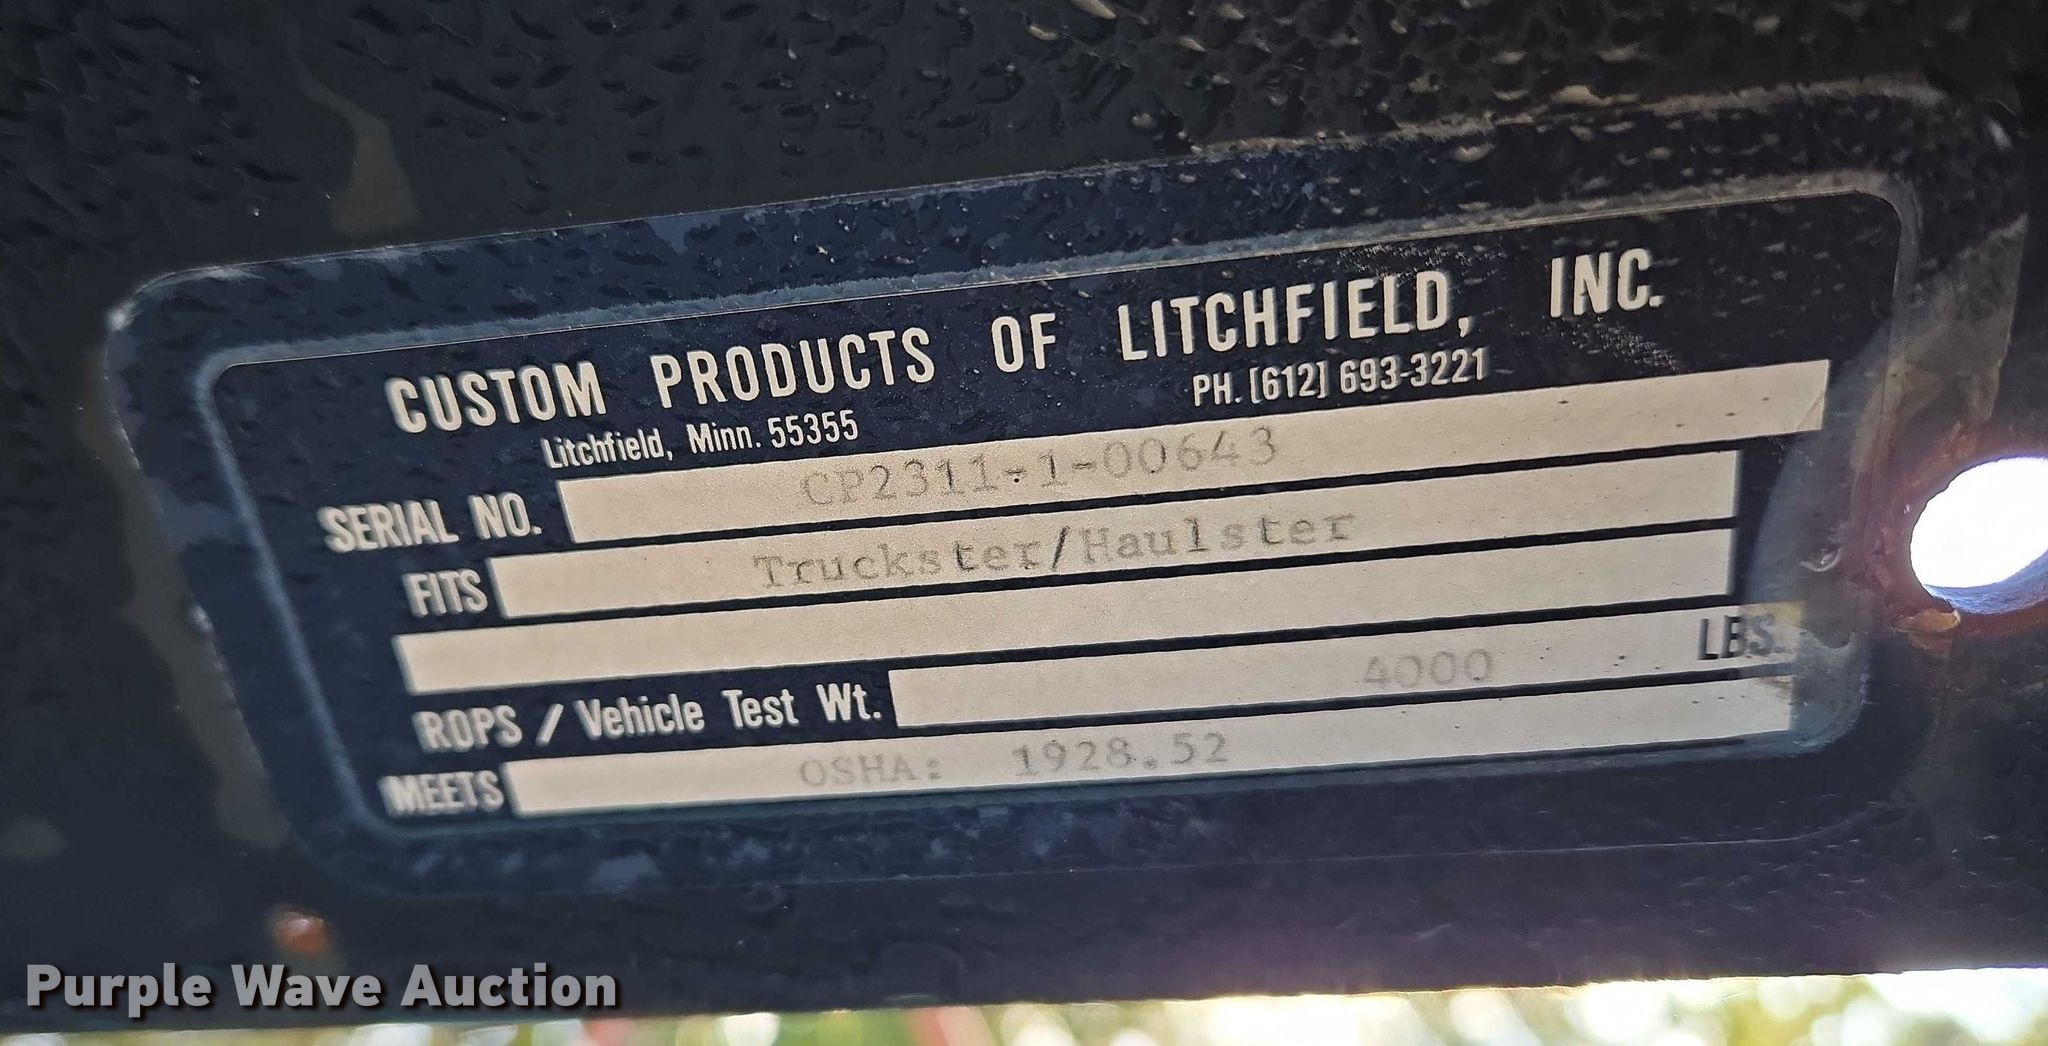 CUSTOM PRODUCTS OF LITCHFIELD, INC.
Litchfield, Minn. 55355 PH. [612] 693-3221
SERIAL NO. CP2311-1-00643
FITS Truckster/Haulster
ROPS / Vehicle Test Wt. 4000 LBS.
MEETS OSHA: 1928.52
Purple Wave Auction